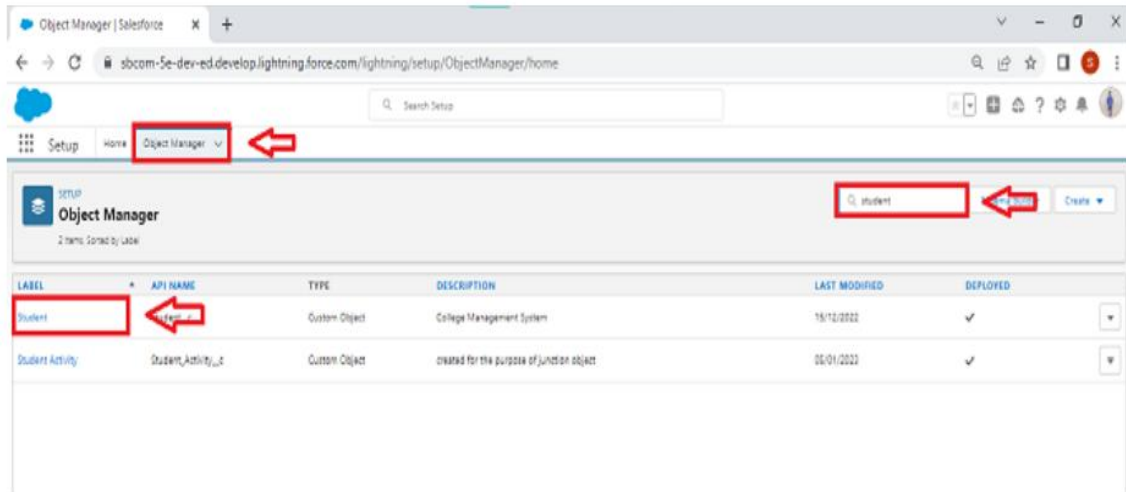 Object Manager | Salesforce
sbcom-5e-dev-ed.develop.lightning.force.com/lightning/setup/ObjectManager/home
S
Search Setup
Setup Home Object Manager
SETUP
Object Manager
2 Items, Sorted by Label
student
Create
LABEL API NAME TYPE DESCRIPTION LAST MODIFIED DEPLOYED
Student Custom Object College Management System 15/12/2022
Student Activity Student_Activity__c Custom Object created for the purpose of junction object 05/01/2023